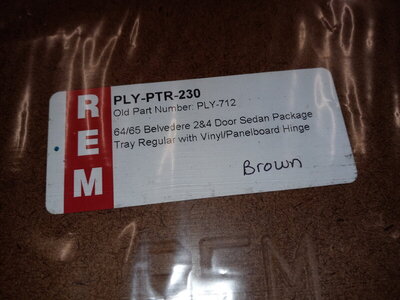 REM
PLY-PTR-230
Old Part Number: PLY-712
64/65 Belvedere 2&4 Door Sedan Package
Tray Regular with Vinyl/Panelboard Hinge
Brown
REM